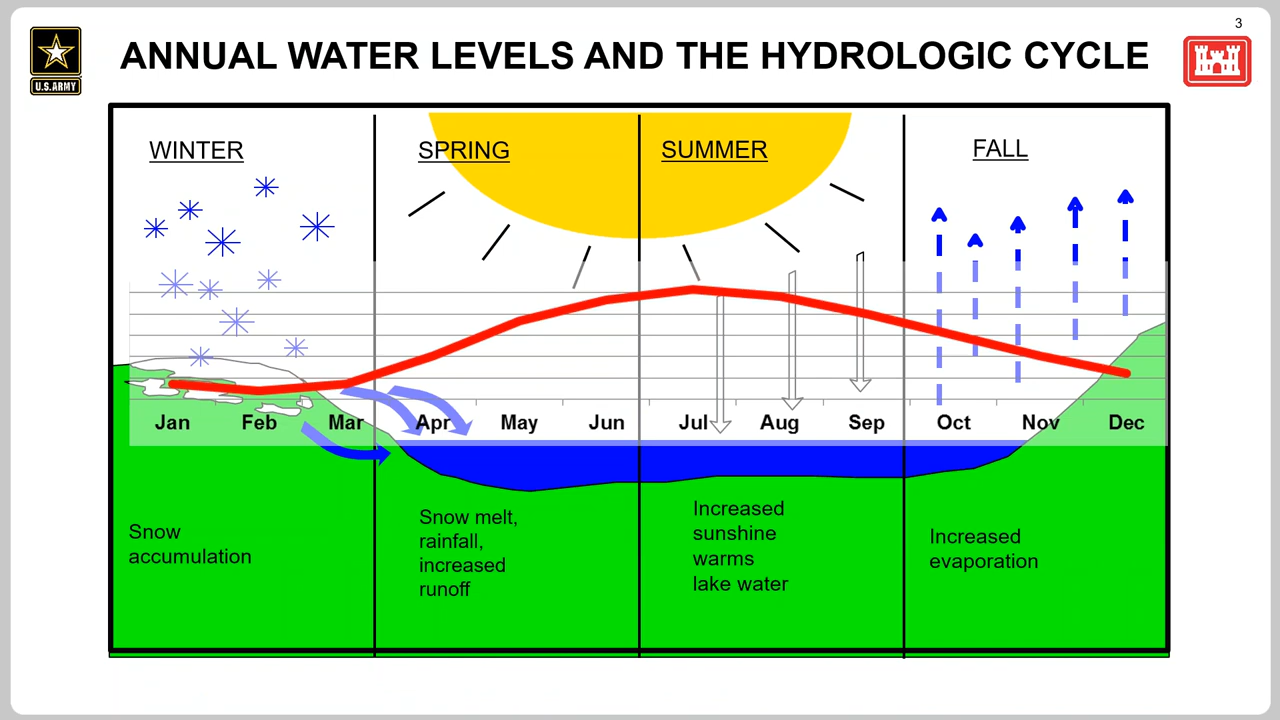 3
ANNUAL WATER LEVELS AND THE HYDROLOGIC CYCLE
U.S.ARMY
WINTER
SPRING
SUMMER
FALL
Jan
Feb
Mar
Apr
May
Jun
Jul
Aug
Sep
Oct
Nov
Dec
Snow
accumulation
Snow melt,
rainfall,
increased
runoff
Increased
sunshine
warms
lake water
Increased
evaporation